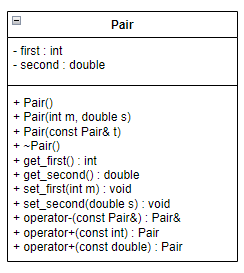 Pair
- first : int
- second : double
+ Pair()
+ Pair(int m, double s)
+ Pair(const Pair& t)
+ ~Pair()
+ get_first() : int
+ get_second() : double
+ set_first(int m) : void
+ set_second(double s) : void
+ operator-(const Pair&) : Pair&
+ operator+(const int) : Pair
+ operator+(const double) : Pair